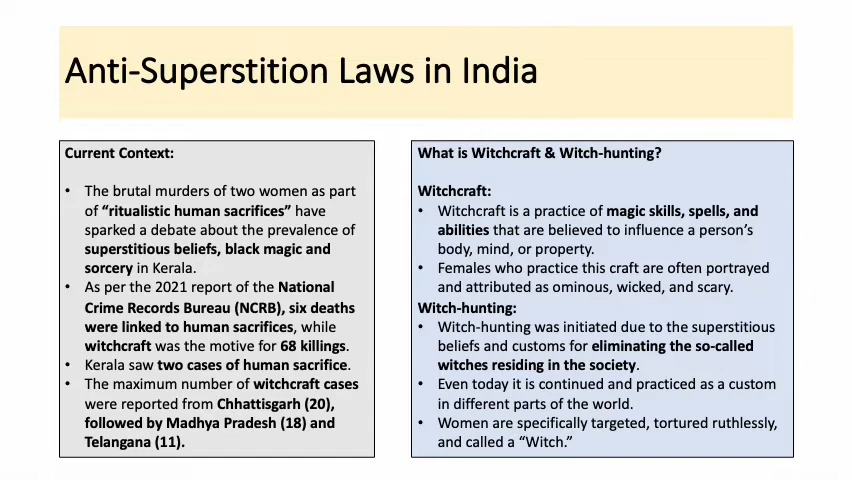 Anti-Superstition Laws in India
Current Context:
• The brutal murders of two women as part
of “ritualistic human sacrifices” have
sparked a debate about the prevalence of
superstitious beliefs, black magic and
sorcery in Kerala.
• As per the 2021 report of the National
Crime Records Bureau (NCRB), six deaths
were linked to human sacrifices, while
witchcraft was the motive for 68 killings.
• Kerala saw two cases of human sacrifice.
• The maximum number of witchcraft cases
were reported from Chhattisgarh (20),
followed by Madhya Pradesh (18) and
Telangana (11).
What is Witchcraft & Witch-hunting?
Witchcraft:
• Witchcraft is a practice of magic skills, spells, and
abilities that are believed to influence a person’s
body, mind, or property.
• Females who practice this craft are often portrayed
and attributed as ominous, wicked, and scary.
Witch-hunting:
• Witch-hunting was initiated due to the superstitious
beliefs and customs for eliminating the so-called
witches residing in the society.
• Even today it is continued and practiced as a custom
in different parts of the world.
• Women are specifically targeted, tortured ruthlessly,
and called a “Witch.”